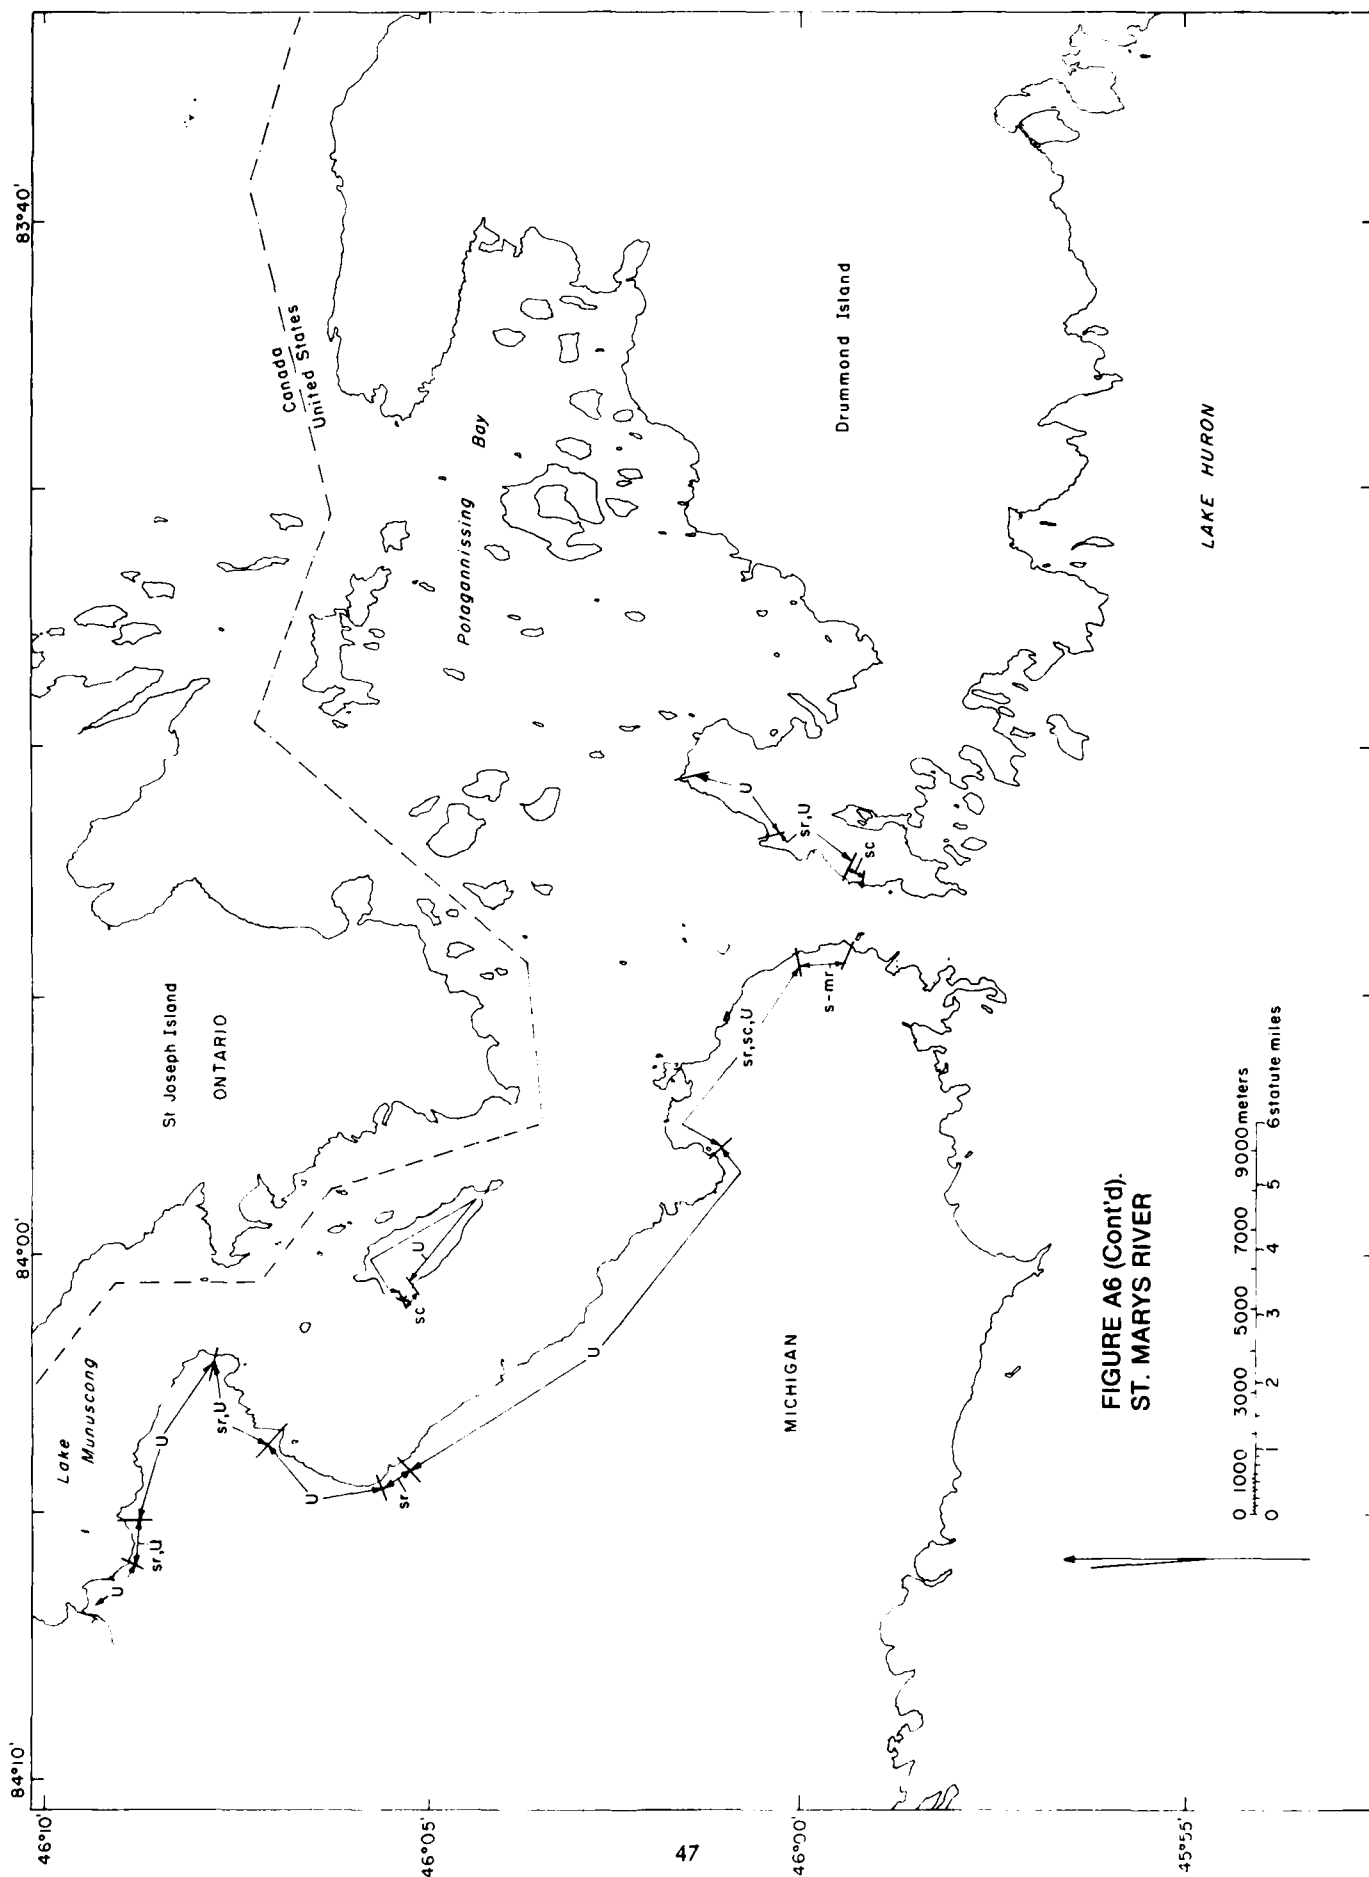 84°10'
84°00'
83°40'
46°10'
46°05'
46°00'
45°55'
Lake
Munuscong
St Joseph Island
ONTARIO
Canada
United States
Potagannissing Bay
Drummond Island
LAKE HURON
MICHIGAN
U
sr,U
U
sr,U
U
sr
U
sc
U
sr,sc,U
s-mr
U
sr,U
sc
FIGURE A6 (Cont'd).
ST. MARYS RIVER
0 1000 3000 5000 7000 9000 meters
0 1 2 3 4 5 6 statute miles
47